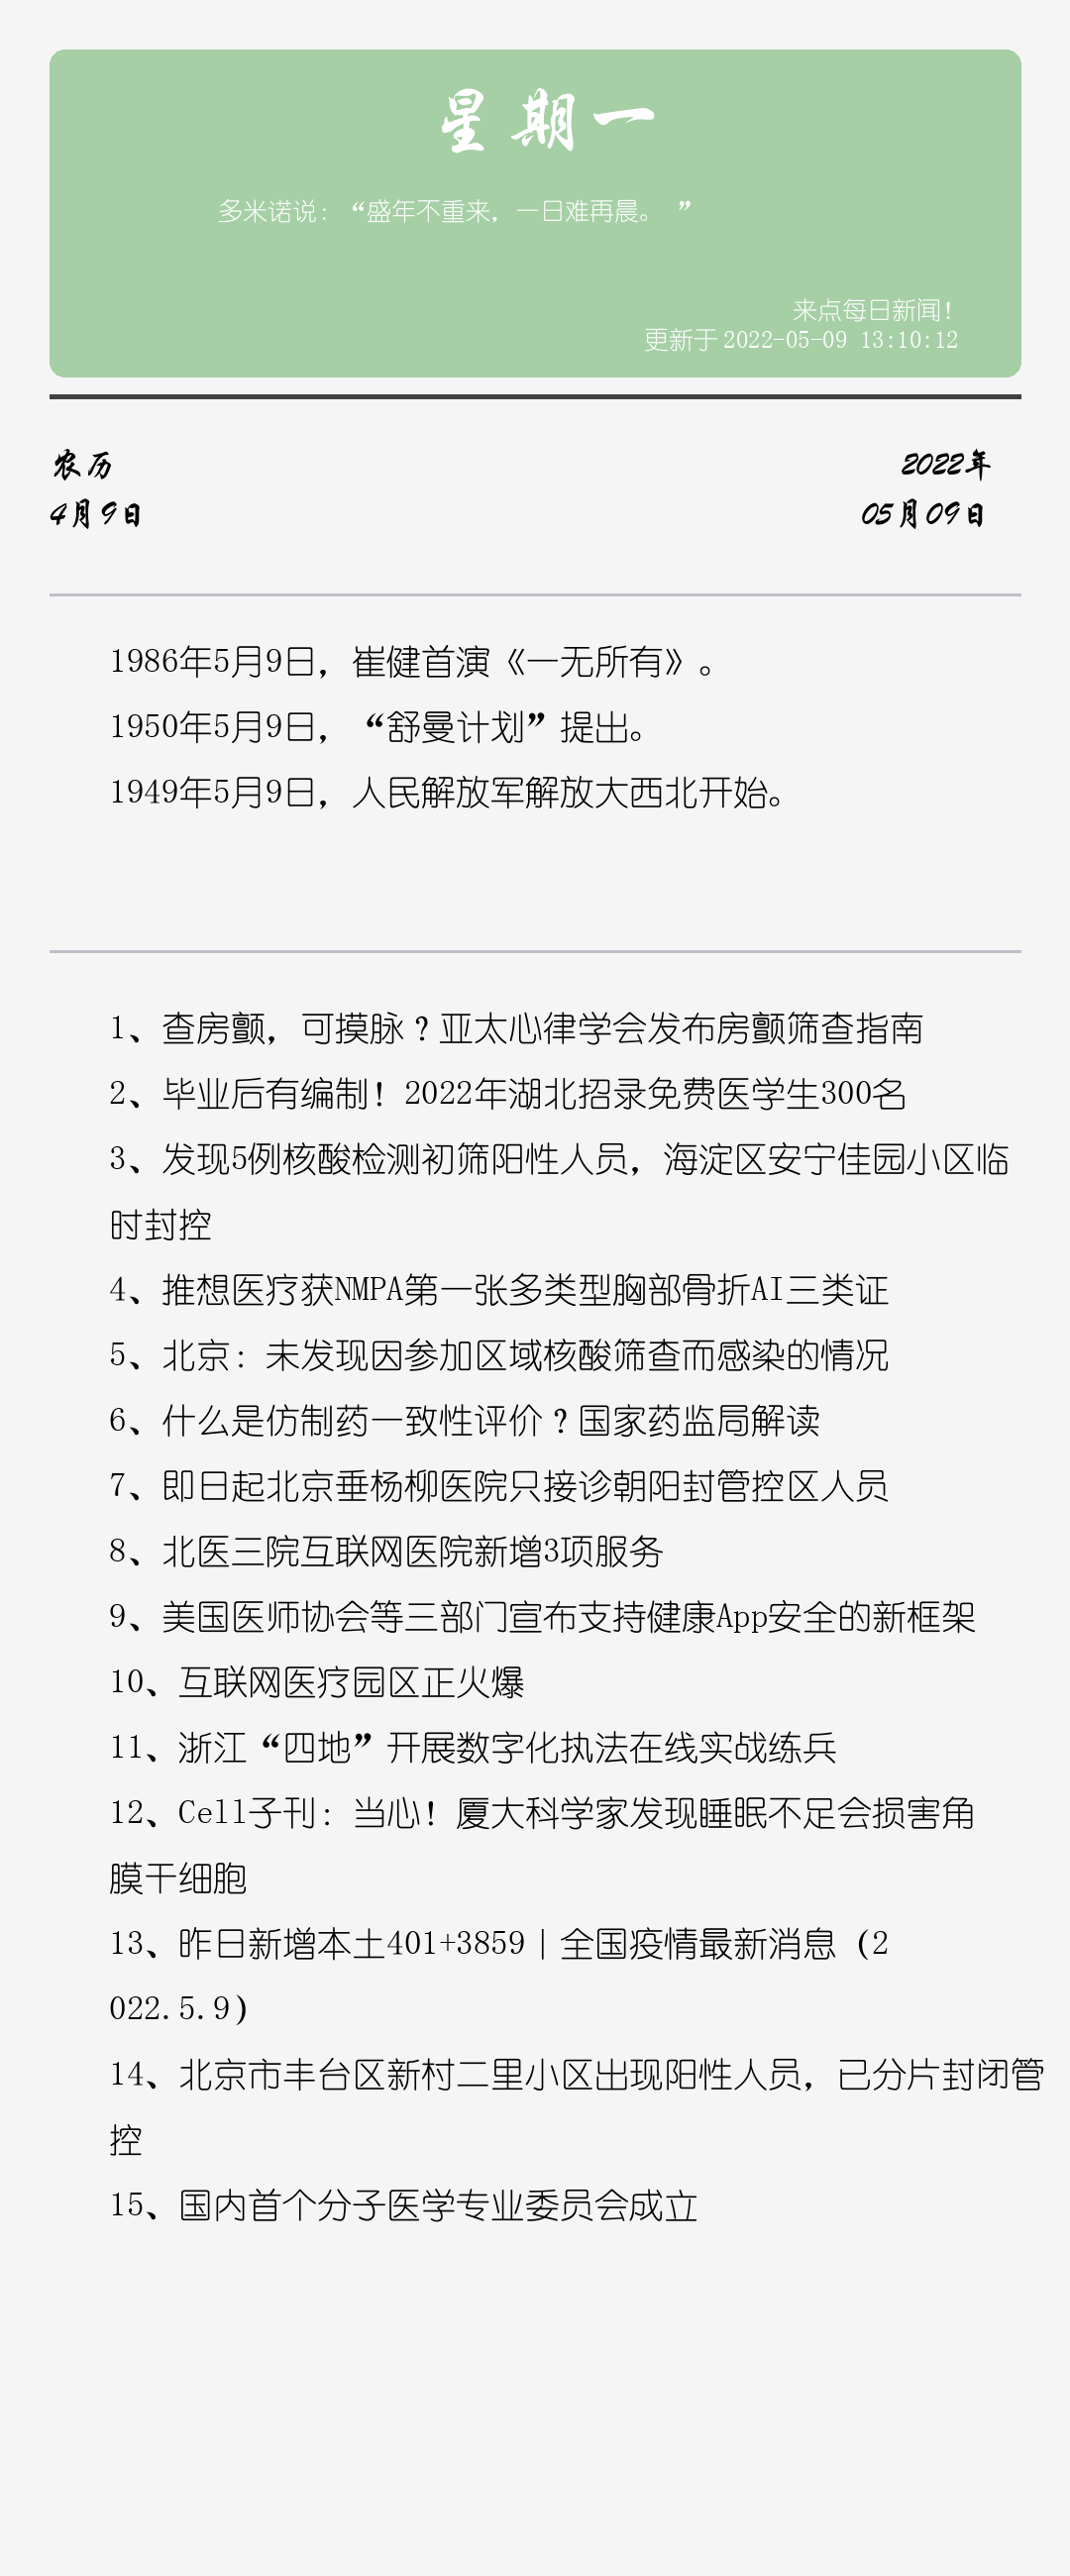 星期一
多米诺说：“盛年不重来，一日难再晨。 ”
来点每日新闻！
更新于 2022-05-09 13:10:12
农历
2022年
4月9日
05月09日
1986年5月9日，崔健首演《一无所有》。
1950年5月9日，“舒曼计划”提出。
1949年5月9日，人民解放军解放大西北开始。
1、查房颤，可摸脉？亚太心律学会发布房颤筛查指南
2、毕业后有编制！2022年湖北招录免费医学生300名
3、发现5例核酸检测初筛阳性人员，海淀区安宁佳园小区临
时封控
4、推想医疗获NMPA第一张多类型胸部骨折AI三类证
5、北京：未发现因参加区域核酸筛查而感染的情况
6、什么是仿制药一致性评价？国家药监局解读
7、即日起北京垂杨柳医院只接诊朝阳封管控区人员
8、北医三院互联网医院新增3项服务
9、美国医师协会等三部门宣布支持健康App安全的新框架
10、互联网医疗园区正火爆
11、浙江“四地”开展数字化执法在线实战练兵
12、Cell子刊：当心！厦大科学家发现睡眠不足会损害角
膜干细胞
13、昨日新增本土401+3859｜全国疫情最新消息（2
022.5.9）
14、北京市丰台区新村二里小区出现阳性人员，已分片封闭管
控
15、国内首个分子医学专业委员会成立